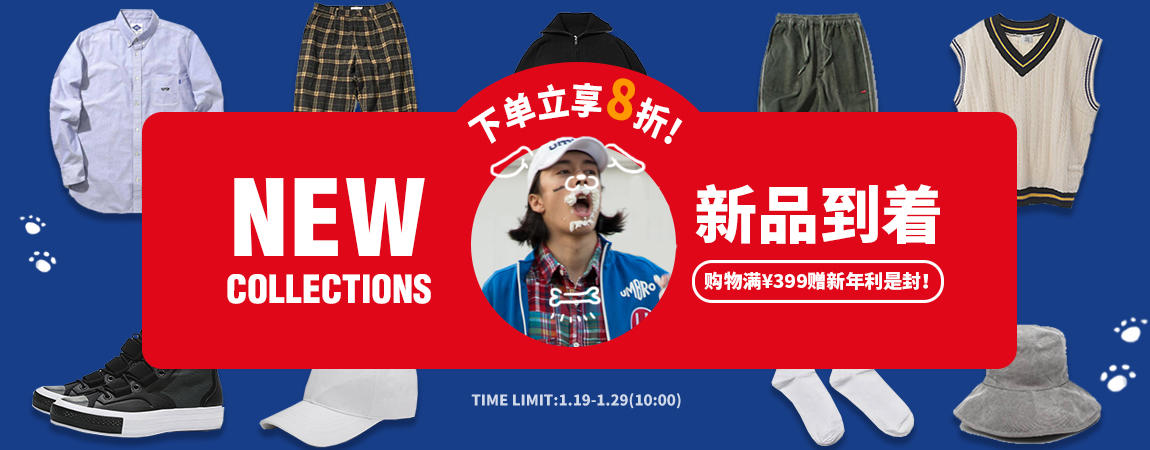 下单立享8折!
NEW
COLLECTIONS
新品到着
购物满¥399赠新年利是封!
UMBRO
TIME LIMIT:1.19-1.29(10:00)